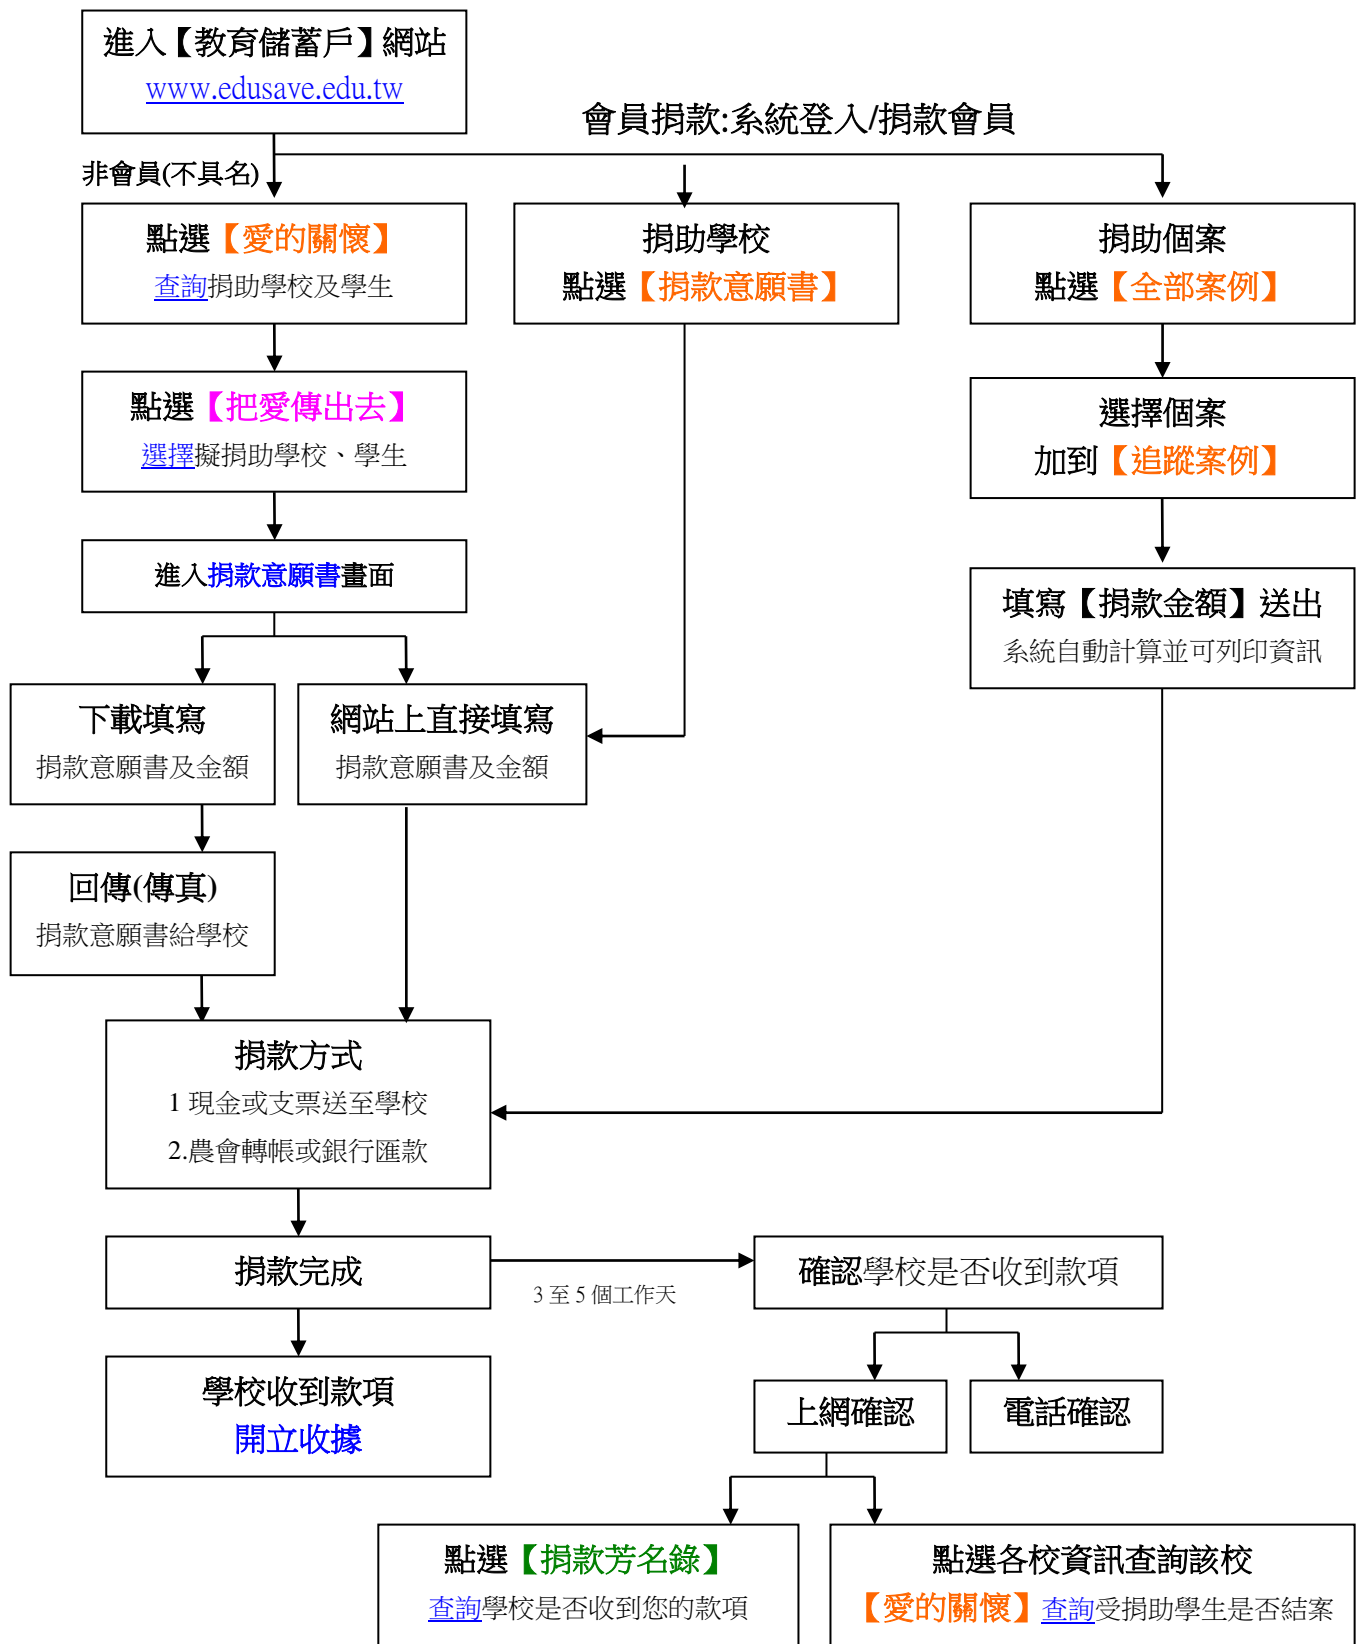 進入【教育儲蓄戶】網站
www.edusave.edu.tw
會員捐款:系統登入/捐款會員
非會員(不具名)
點選【愛的關懷】
查詢捐助學校及學生
捐助學校
點選【捐款意願書】
捐助個案
點選【全部案例】
點選【把愛傳出去】
選擇擬捐助學校、學生
選擇個案
加到【追蹤案例】
進入捐款意願書畫面
填寫【捐款金額】送出
系統自動計算並可列印資訊
下載填寫
捐款意願書及金額
網站上直接填寫
捐款意願書及金額
回傳(傳真)
捐款意願書給學校
捐款方式
1 現金或支票送至學校
2.農會轉帳或銀行匯款
捐款完成
3 至 5 個工作天
確認學校是否收到款項
學校收到款項
開立收據
上網確認
電話確認
點選【捐款芳名錄】
查詢學校是否收到您的款項
點選各校資訊查詢該校
【愛的關懷】查詢受捐助學生是否結案